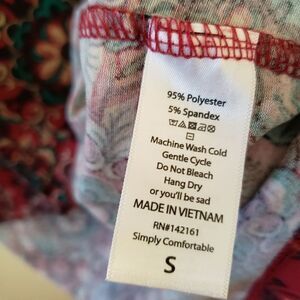 95% Polyester
5% Spandex
Machine Wash Cold
Gentle Cycle
Do Not Bleach
Hang Dry
or you'll be sad
MADE IN VIETNAM
RN#142161
Simply Comfortable
S